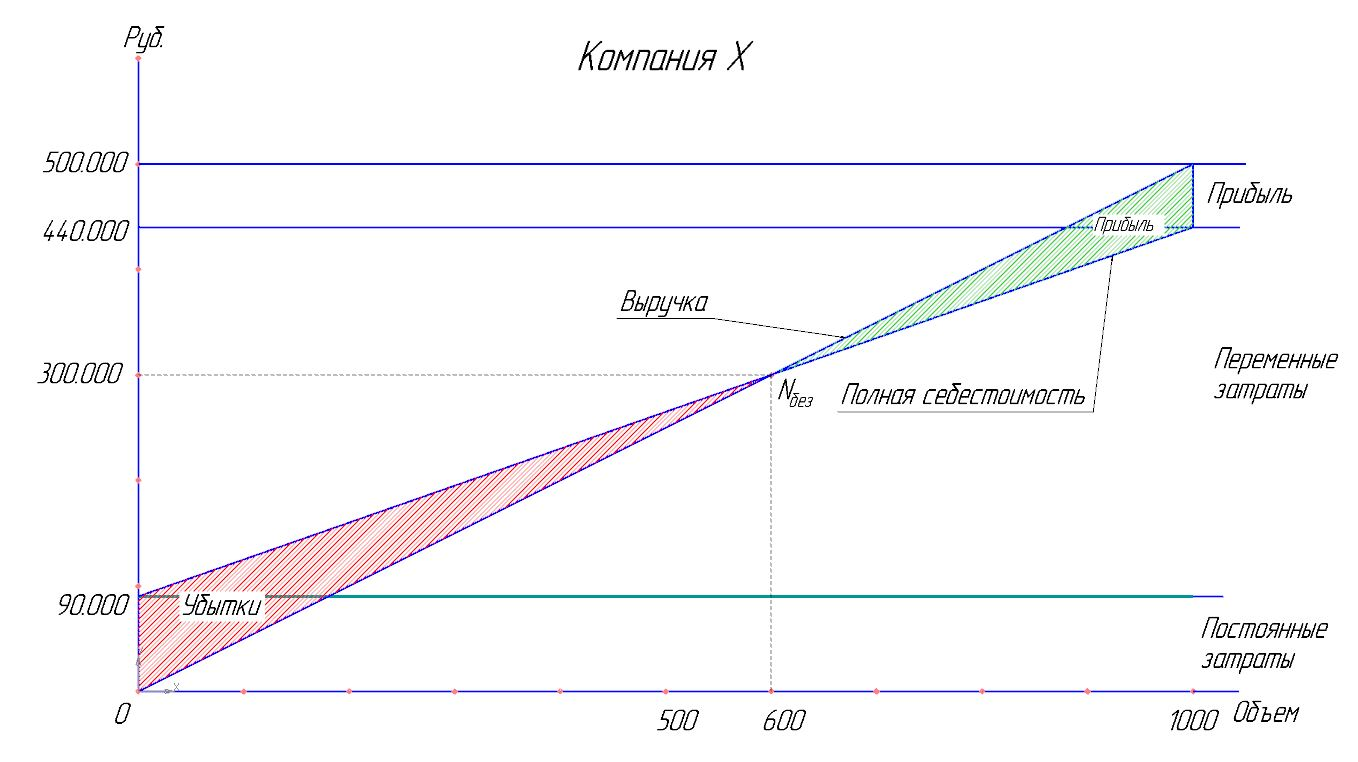 Руб.
Компания X
500.000
Прибыль
440.000
Прибыль
Выручка
300.000
Переменные
затраты
Nбез
Полная себестоимость
90.000
Убытки
Постоянные
затраты
X
0
500
600
1000
Объем